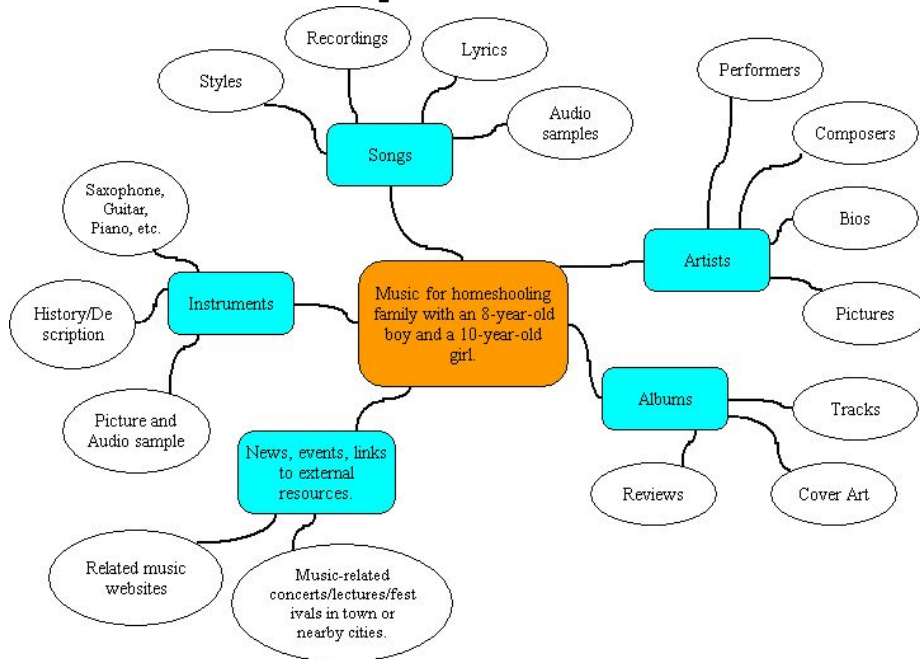 Recordings
Lyrics
Styles
Audio
samples
Songs
Performers
Composers
Bios
Artists
Pictures
Saxophone,
Guitar,
Piano, etc.
Instruments
History/De
scription
Picture and
Audio sample
Music for homeshooling
family with an 8-year-old
boy and a 10-year-old
girl.
Albums
Tracks
Reviews
Cover Art
News, events, links
to external
resources.
Related music
websites
Music-related
concerts/lectures/fest
ivals in town or
nearby cities.